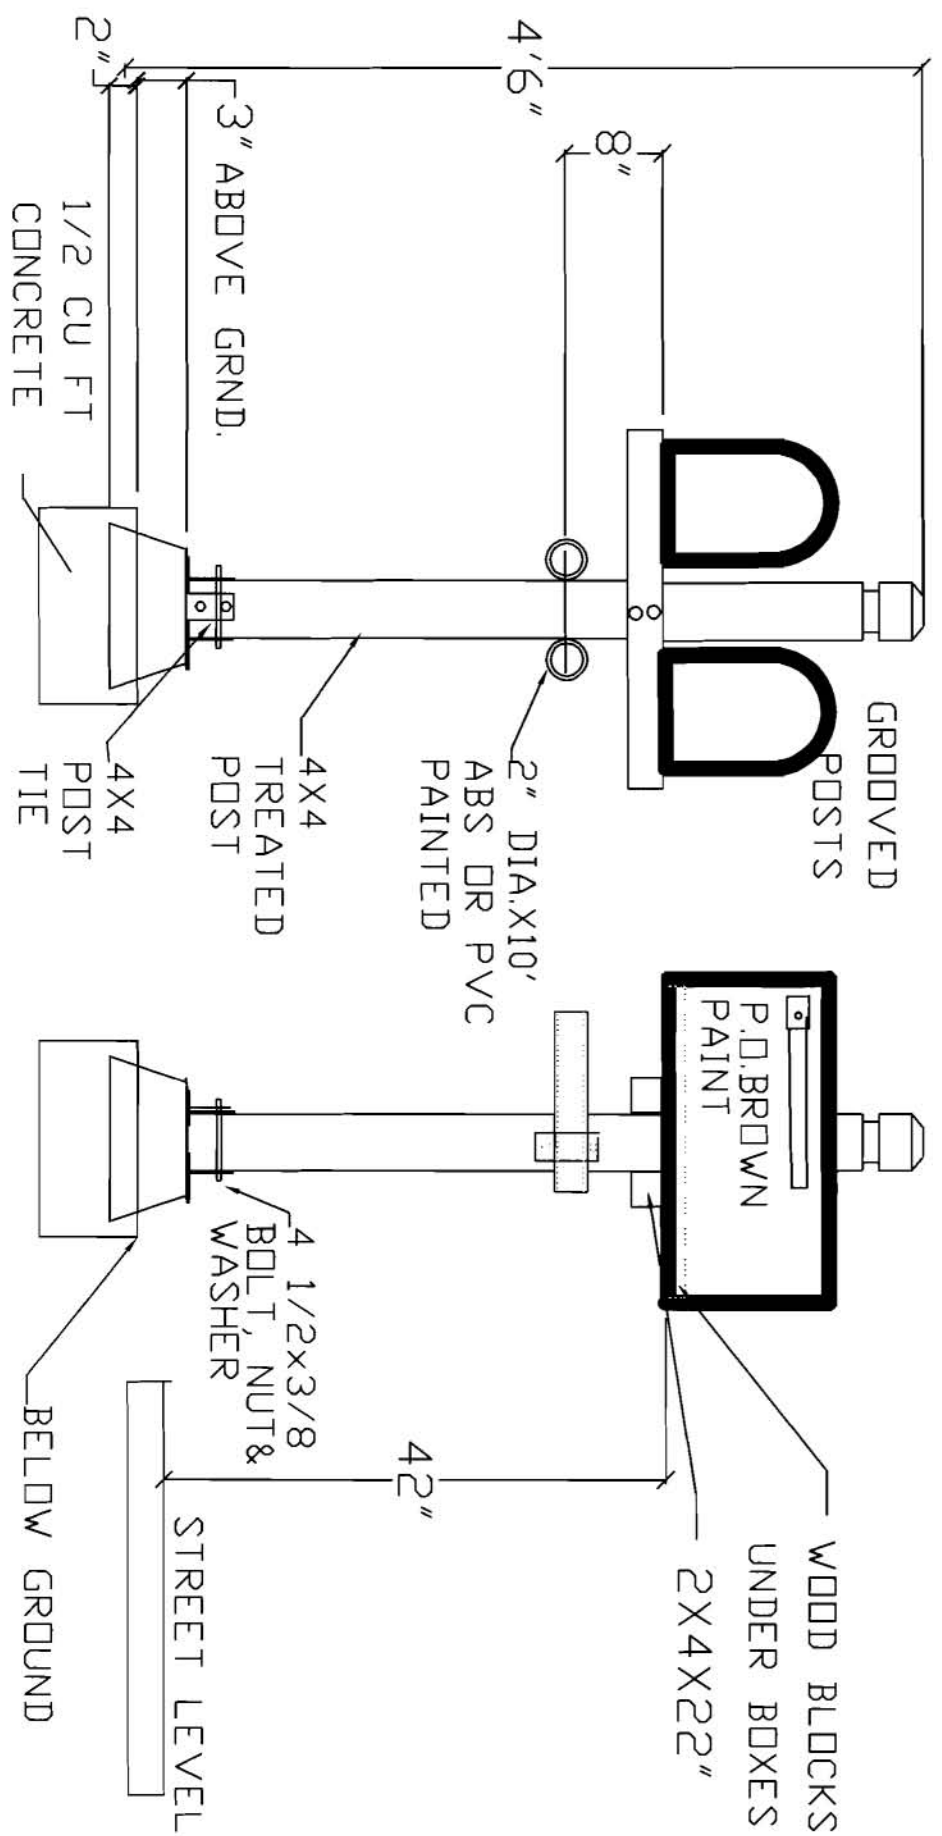 4'6"
2"
8"
3" ABOVE GRND.
1/2 CU FT
CONCRETE
GROOVED
POSTS
2" DIA.X10'
ABS OR PVC
PAINTED
4X4
TREATED
POST
4X4
POST
TIE
P.O.BROWN
PAINT
4 1/2x3/8
BOLT, NUT&
WASHER
BELOW GROUND
42"
STREET LEVEL
WOOD BLOCKS
UNDER BOXES
2X4X22"